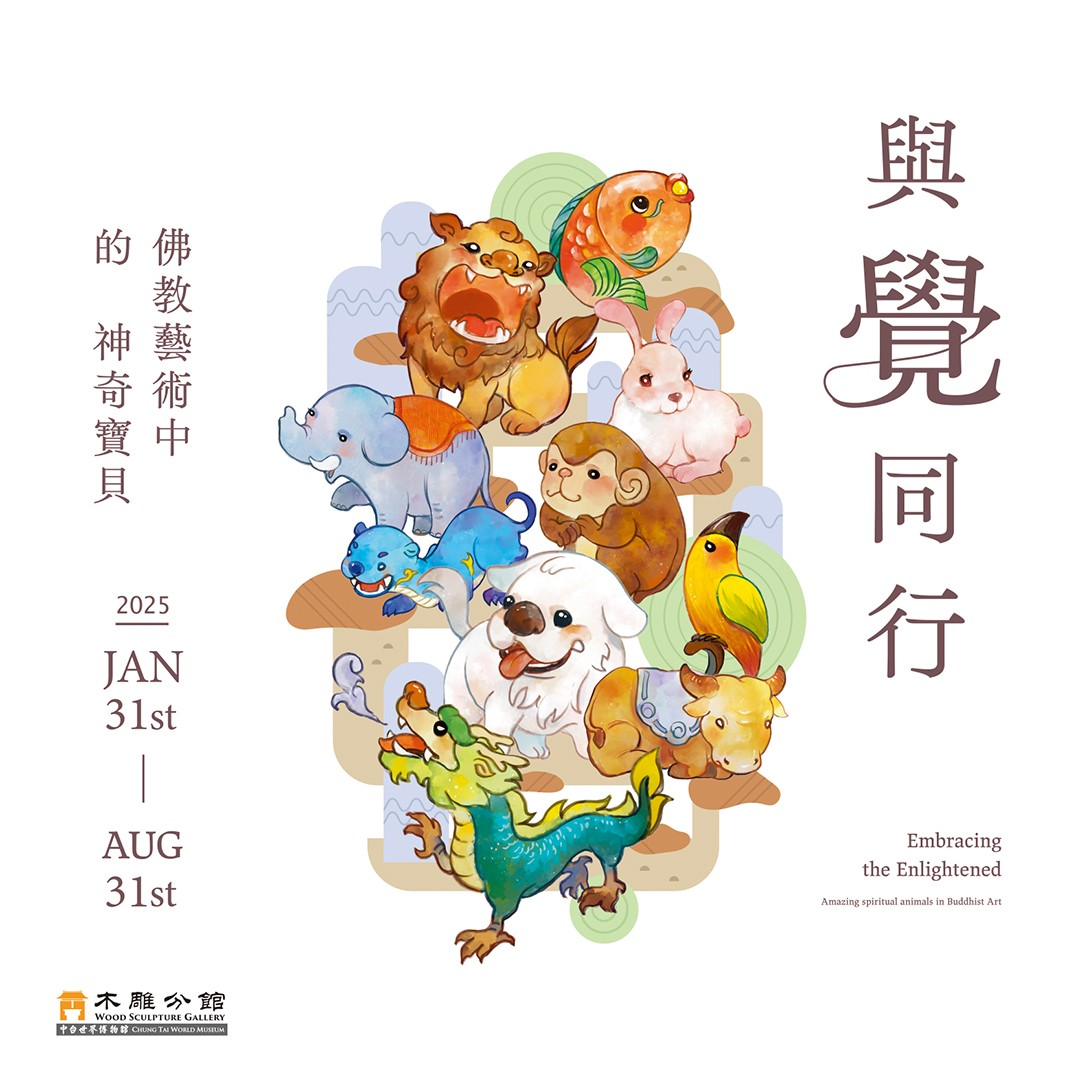 與覺同行
佛教藝術中
的 神奇寶貝
2025
JAN
31st
AUG
31st
Embracing
the Enlightened
Amazing spiritual animals in Buddhist Art
木雕分館
WOOD SCULPTURE GALLERY
中台世界博物館 CHUNG TAI WORLD MUSEUM